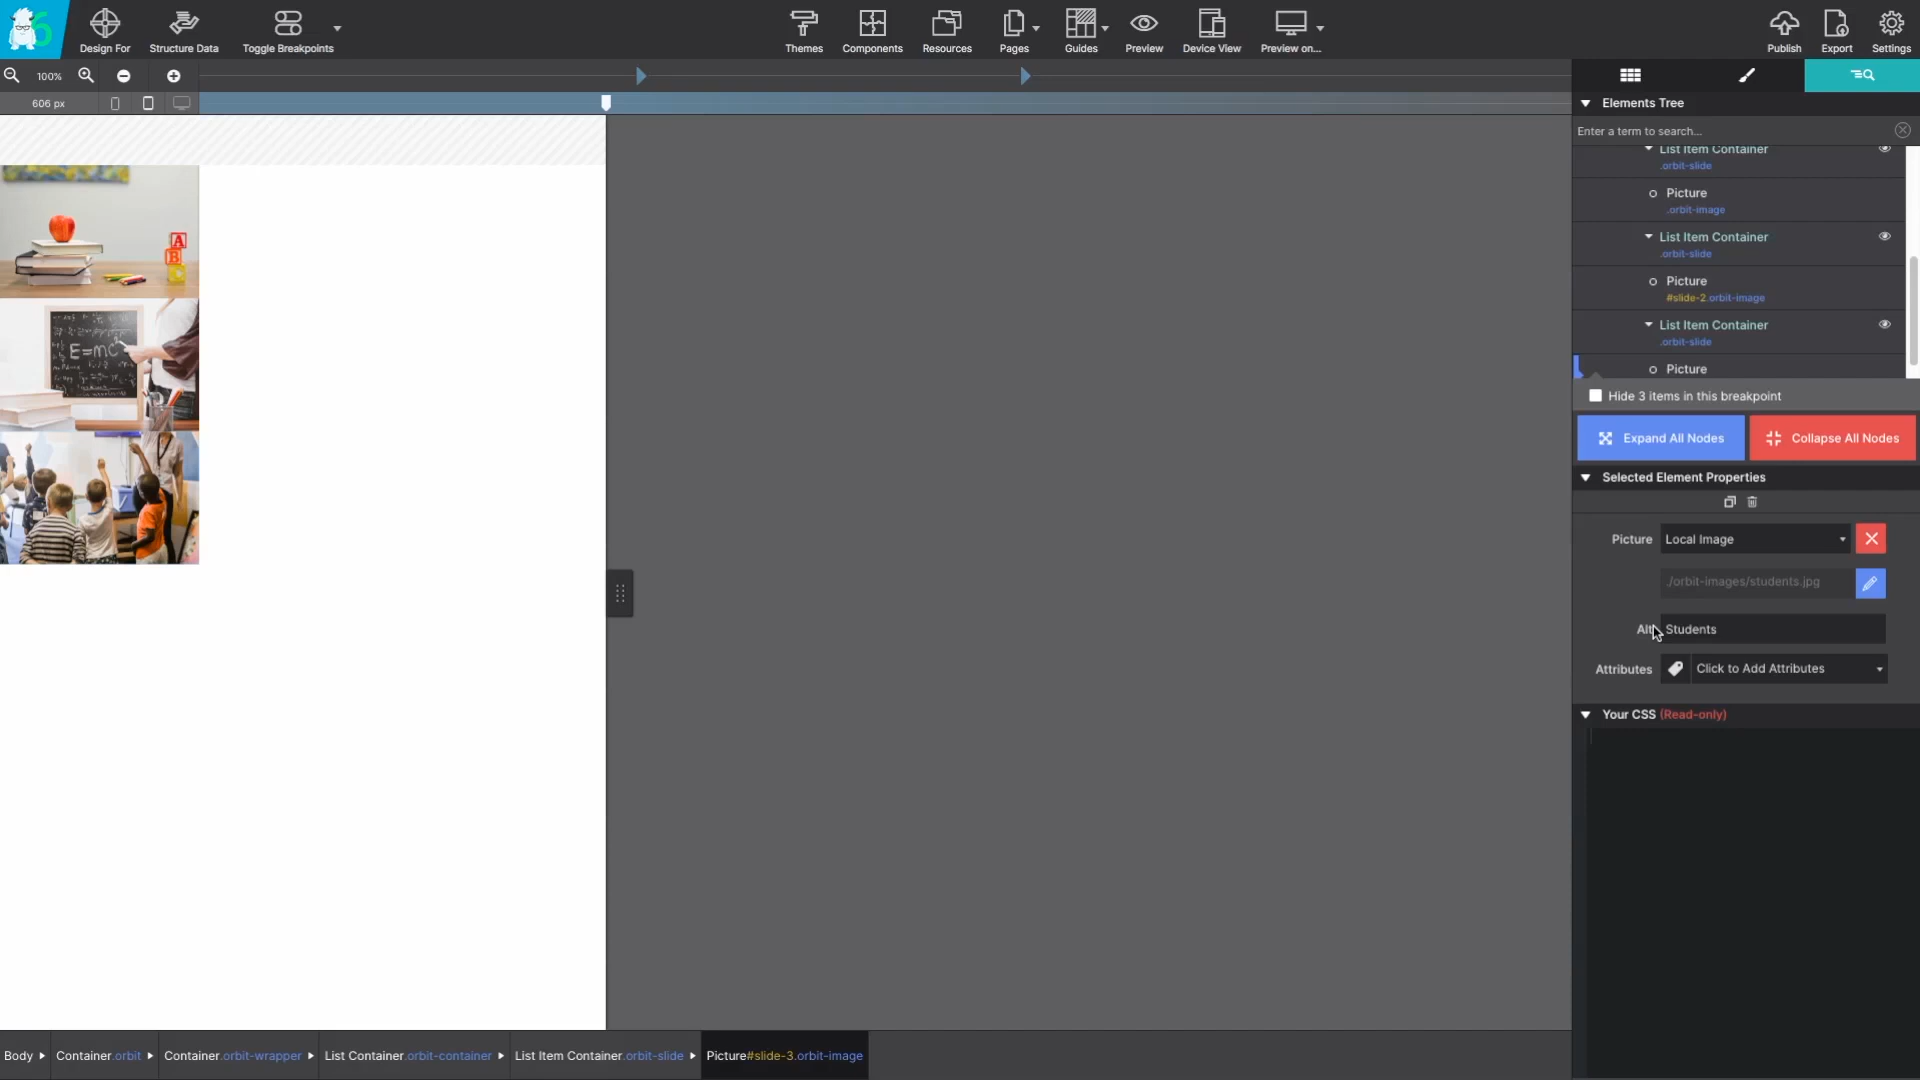 Design For
Structure Data
Toggle Breakpoints
Themes
Components
Resources
Pages
Guides
Preview
Device View
Preview on...
Publish
Export
Settings
100%
606 px
Elements Tree
Enter a term to search...
List Item Container
.orbit-slide
Picture
.orbit-image
List Item Container
.orbit-slide
Picture
#slide-2.orbit-image
List Item Container
.orbit-slide
Picture
Hide 3 items in this breakpoint
Expand All Nodes
Collapse All Nodes
Selected Element Properties
Picture
Local Image
./orbit-images/students.jpg
Alt
Students
Attributes
Click to Add Attributes
Your CSS (Read-only)
A
B
E=mc
Body
Container.orbit
Container.orbit-wrapper
List Container.orbit-container
List Item Container.orbit-slide
Picture#slide-3.orbit-image